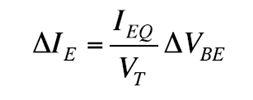 ΔI_E = I_EQ / V_T ΔV_BE